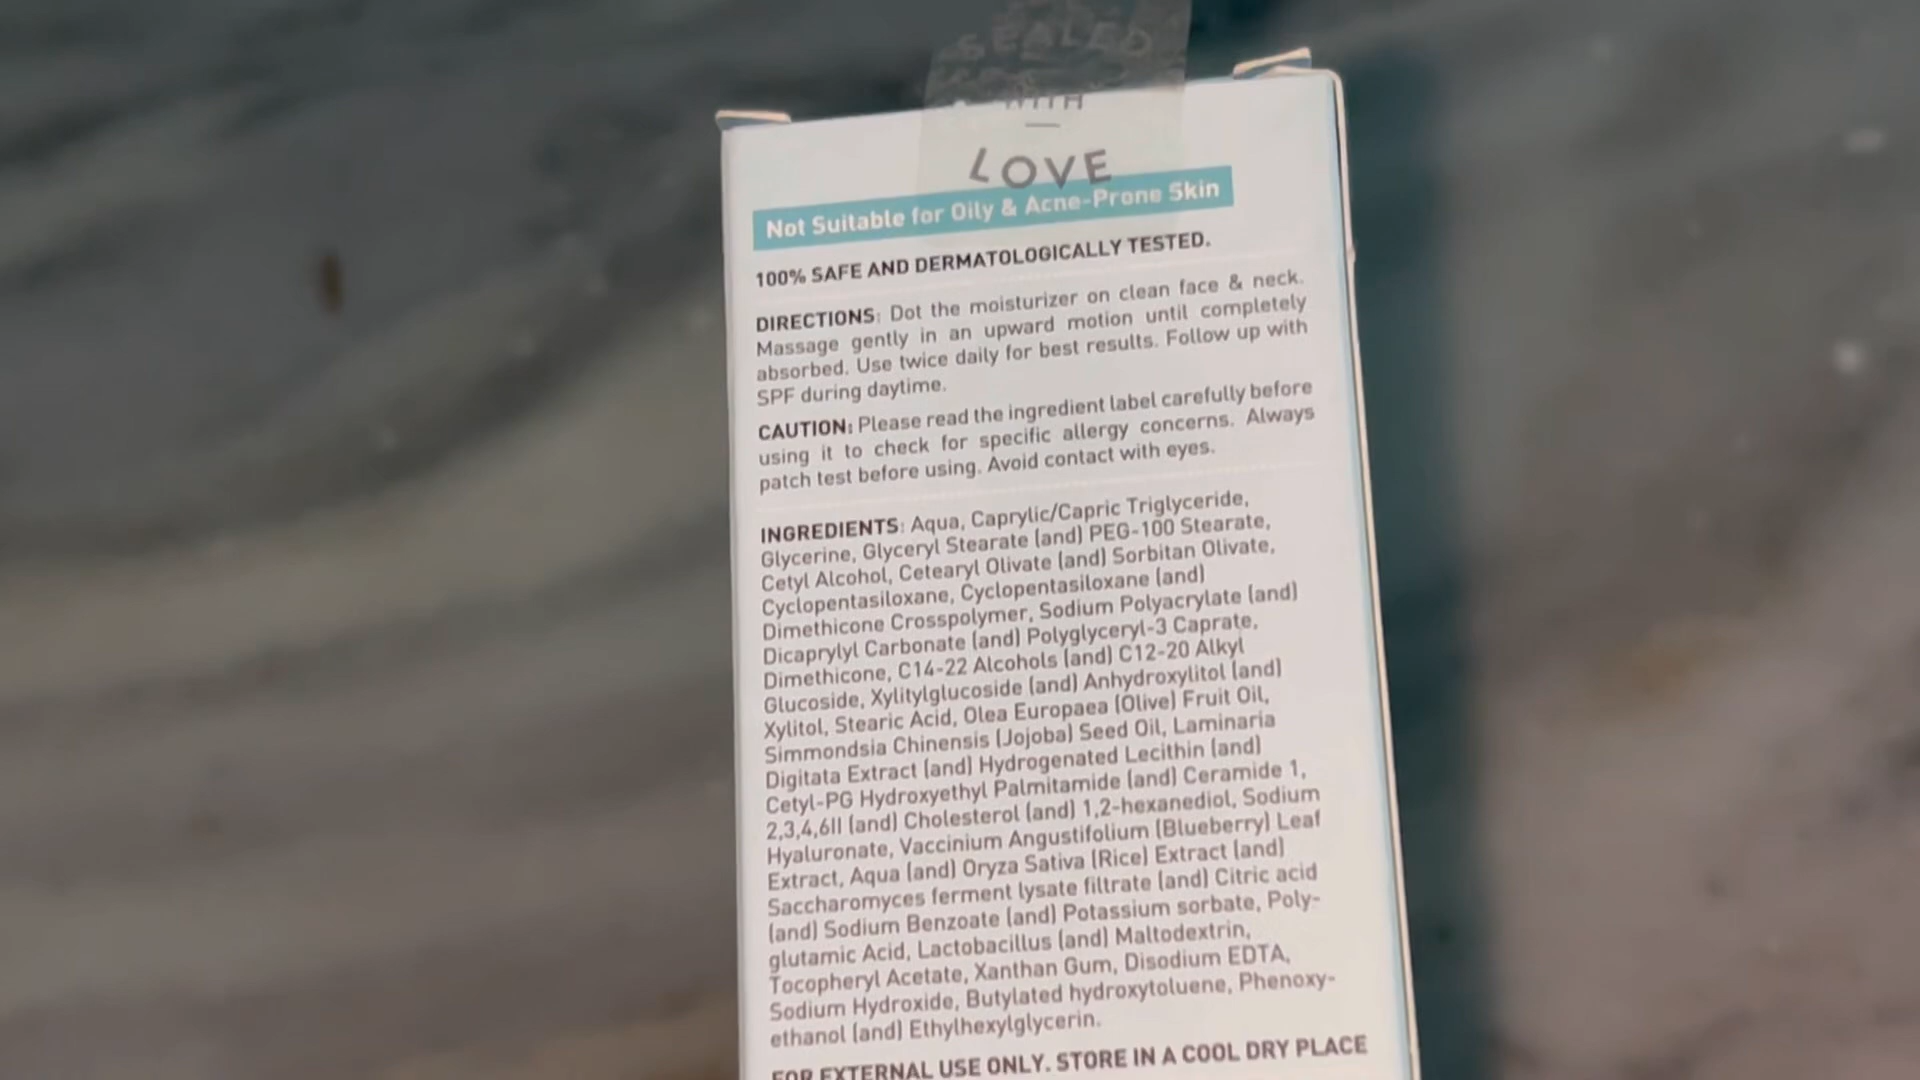 SEALED
WITH
LOVE
Not Suitable for Oily & Acne-Prone Skin
100% SAFE AND DERMATOLOGICALLY TESTED.
DIRECTIONS: Dot the moisturizer on clean face & neck.
Massage gently in an upward motion until completely
absorbed. Use twice daily for best results. Follow up with
SPF during daytime.
CAUTION: Please read the ingredient label carefully before
using it to check for specific allergy concerns. Always
patch test before using. Avoid contact with eyes.
INGREDIENTS: Aqua, Caprylic/Capric Triglyceride,
Glycerine, Glyceryl Stearate (and) PEG-100 Stearate,
Cetyl Alcohol, Cetearyl Olivate (and) Sorbitan Olivate,
Cyclopentasiloxane, Cyclopentasiloxane (and)
Dimethicone Crosspolymer, Sodium Polyacrylate (and)
Dicaprylyl Carbonate (and) Polyglyceryl-3 Caprate,
Dimethicone, C14-22 Alcohols (and) C12-20 Alkyl
Glucoside, Xylitylglucoside (and) Anhydroxylitol (and)
Xylitol, Stearic Acid, Olea Europaea (Olive) Fruit Oil,
Simmondsia Chinensis (Jojoba) Seed Oil, Laminaria
Digitata Extract (and) Hydrogenated Lecithin (and)
Cetyl-PG Hydroxyethyl Palmitamide (and) Ceramide 1,
2,3,4,6II (and) Cholesterol (and) 1,2-hexanediol, Sodium
Hyaluronate, Vaccinium Angustifolium (Blueberry) Leaf
Extract, Aqua (and) Oryza Sativa (Rice) Extract (and)
Saccharomyces ferment lysate filtrate (and) Citric acid
(and) Sodium Benzoate (and) Potassium sorbate, Poly-
glutamic Acid, Lactobacillus (and) Maltodextrin,
Tocopheryl Acetate, Xanthan Gum, Disodium EDTA,
Sodium Hydroxide, Butylated hydroxytoluene, Phenoxy-
ethanol (and) Ethylhexylglycerin.
FOR EXTERNAL USE ONLY. STORE IN A COOL DRY PLACE